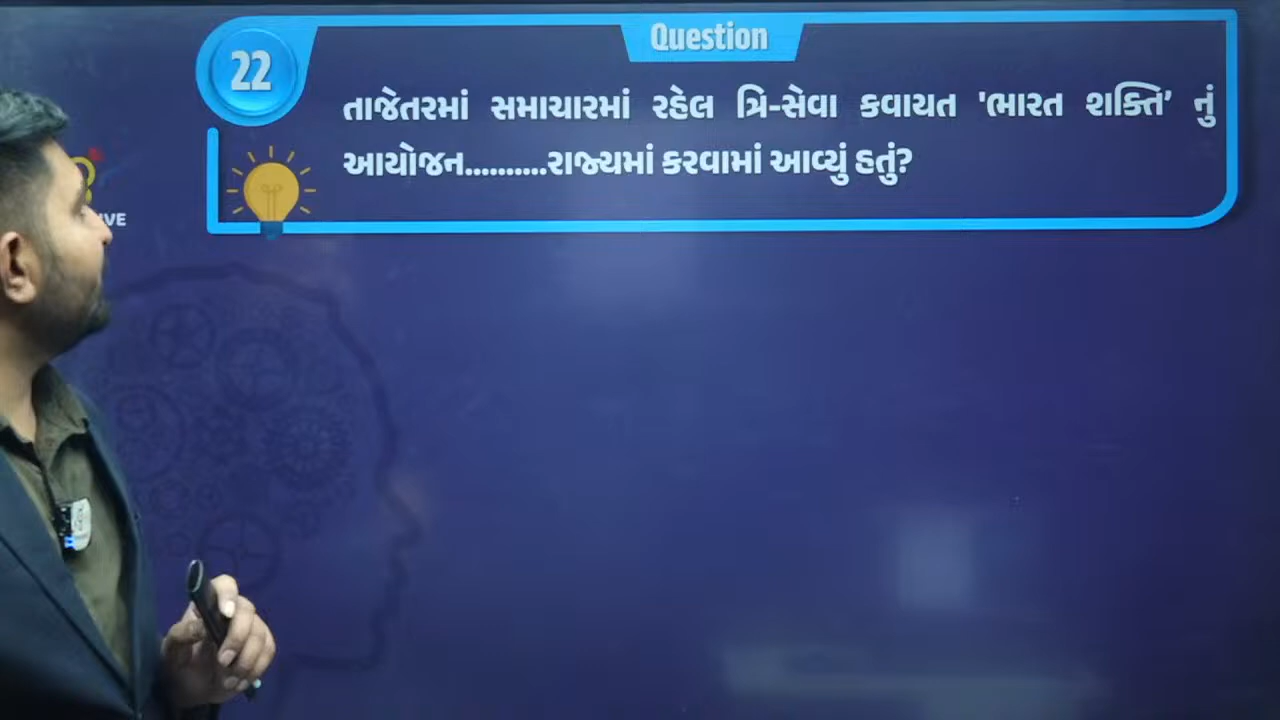 Question
22
તાજેતરમાં સમાચારમાં રહેલ ત્રિ-સેવા કવાયત 'ભારત શક્તિ' નું
આયોજન..........રાજ્યમાં કરવામાં આવ્યું હતું?